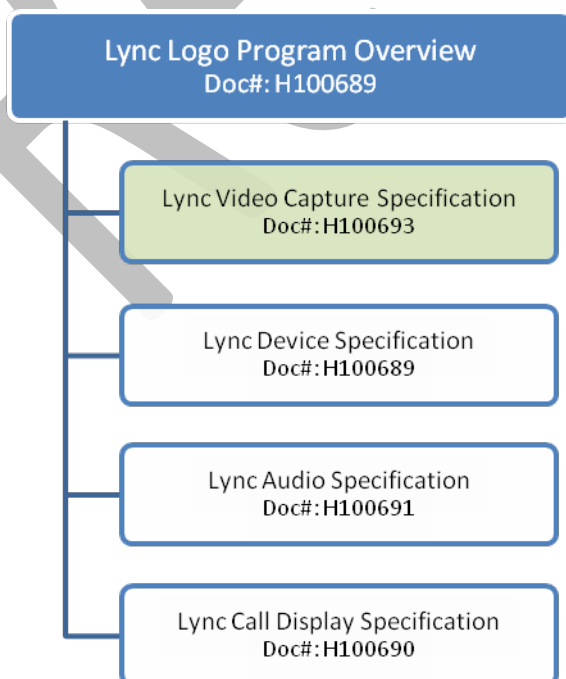 Lync Logo Program Overview
Doc#: H100689
Lync Video Capture Specification
Doc#: H100693
Lync Device Specification
Doc#: H100689
Lync Audio Specification
Doc#: H100691
Lync Call Display Specification
Doc#: H100690